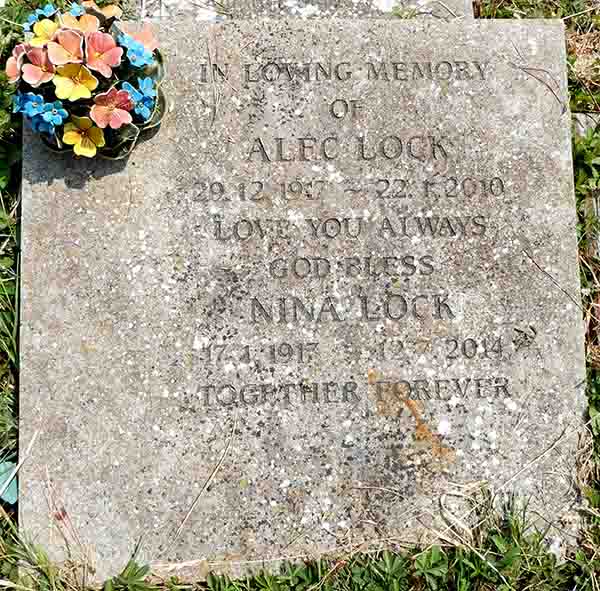 IN LOVING MEMORY
OF
ALEC LOCK
29.12.1917 ~ 22.1.2010
LOVE YOU ALWAYS
GOD BLESS
NINA LOCK
17.1.1917 ~ 12.7.2014
TOGETHER FOREVER